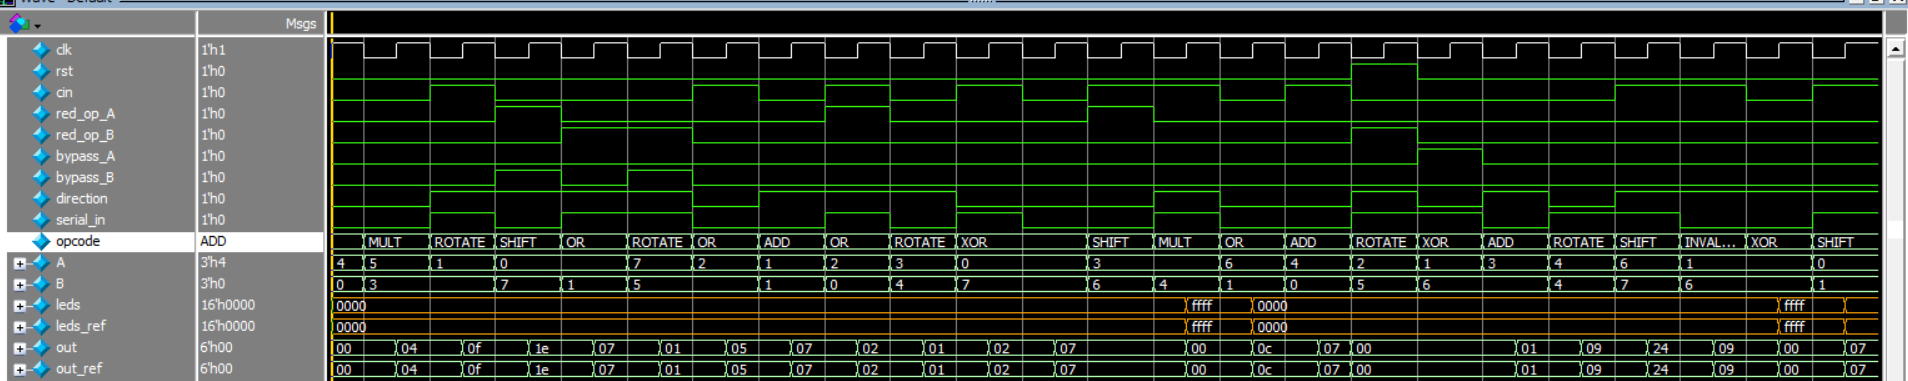 Wave - Default
Msgs
clk 1'h1
rst 1'h0
cin 1'h0
red_op_A 1'h0
red_op_B 1'h0
bypass_A 1'h0
bypass_B 1'h0
direction 1'h0
serial_in 1'h0
opcode ADD MULT ROTATE SHIFT OR ROTATE OR ADD OR ROTATE XOR SHIFT MULT OR ADD ROTATE XOR ADD ROTATE SHIFT INVAL... XOR SHIFT
A 3'h4 4 5 1 0 7 2 1 2 3 0 3 6 4 2 1 3 4 6 1 0
B 3'h0 0 3 7 1 5 1 0 4 7 6 4 1 0 5 6 4 7 6 1
leds 16'h0000 0000 ffff 0000 ffff
leds_ref 16'h0000 0000 ffff 0000 ffff
out 6'h00 00 04 0f 1e 07 01 05 07 02 01 02 07 00 0c 07 00 01 09 24 09 00 07
out_ref 6'h00 00 04 0f 1e 07 01 05 07 02 01 02 07 00 0c 07 00 01 09 24 09 00 07